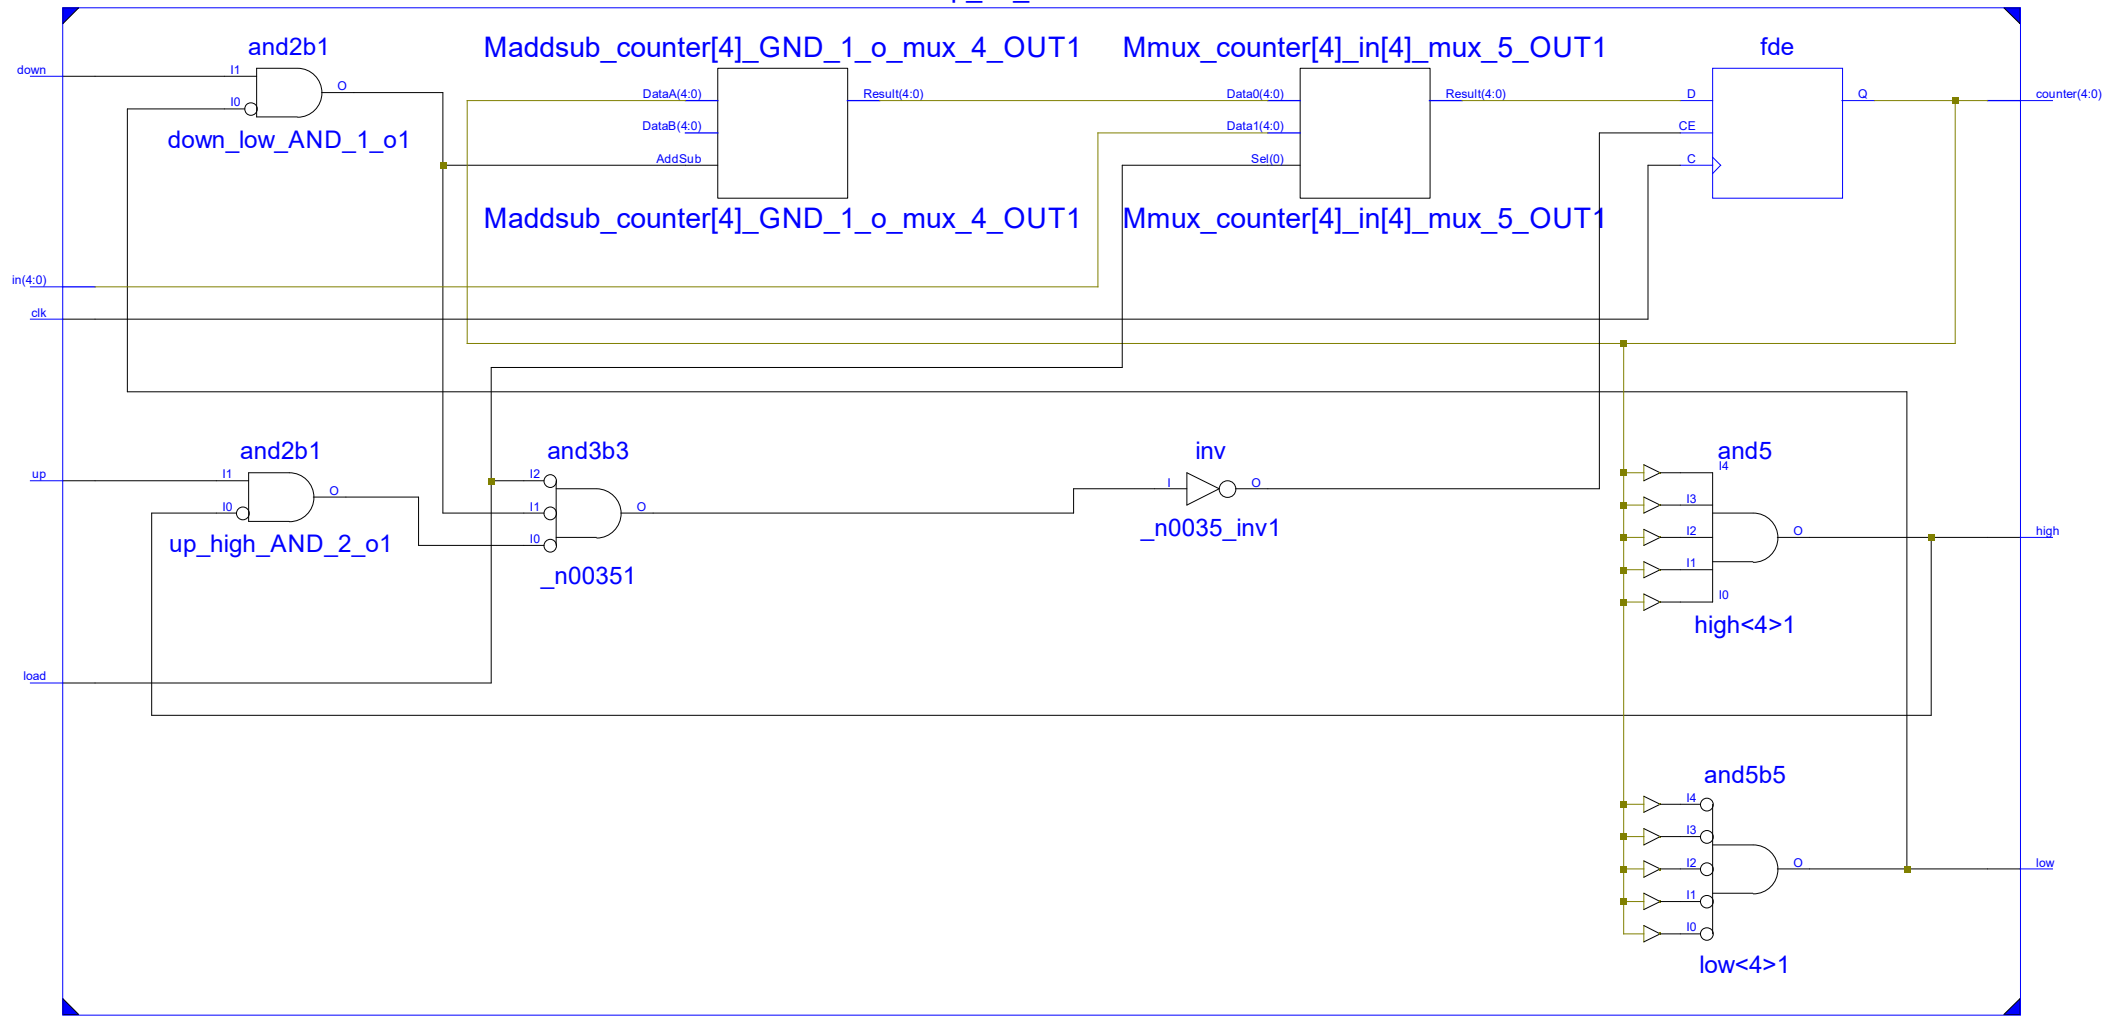 and2b1
Maddsub_counter[4]_GND_1_o_mux_4_OUT1
Mmux_counter[4]_in[4]_mux_5_OUT1
fde
down
I1
O
I0
down_low_AND_1_o1
DataA(4:0)
Result(4:0)
DataB(4:0)
AddSub
Data0(4:0)
Result(4:0)
Data1(4:0)
Sel(0)
D
Q
CE
C
counter(4:0)
Maddsub_counter[4]_GND_1_o_mux_4_OUT1
Mmux_counter[4]_in[4]_mux_5_OUT1
in(4:0)
clk
and2b1
and3b3
inv
and5
up
I1
O
I0
up_high_AND_2_o1
I2
I1
O
I0
_n00351
I
O
_n0035_inv1
I4
I3
I2
O
I1
I0
high
high<4>1
load
and5b5
I4
I3
I2
O
I1
I0
low
low<4>1